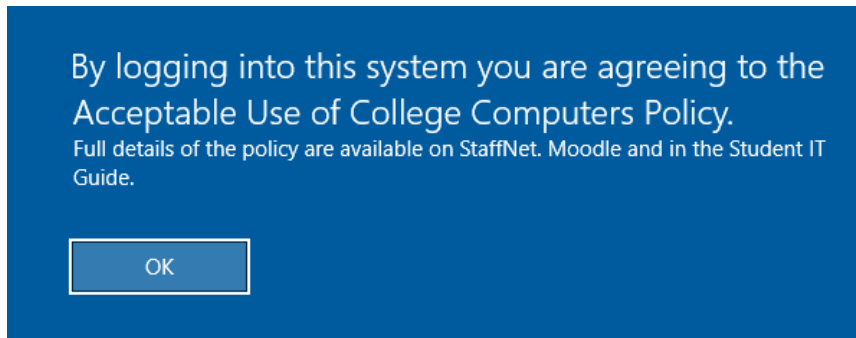 By logging into this system you are agreeing to the
Acceptable Use of College Computers Policy.
Full details of the policy are available on StaffNet. Moodle and in the Student IT
Guide.
OK